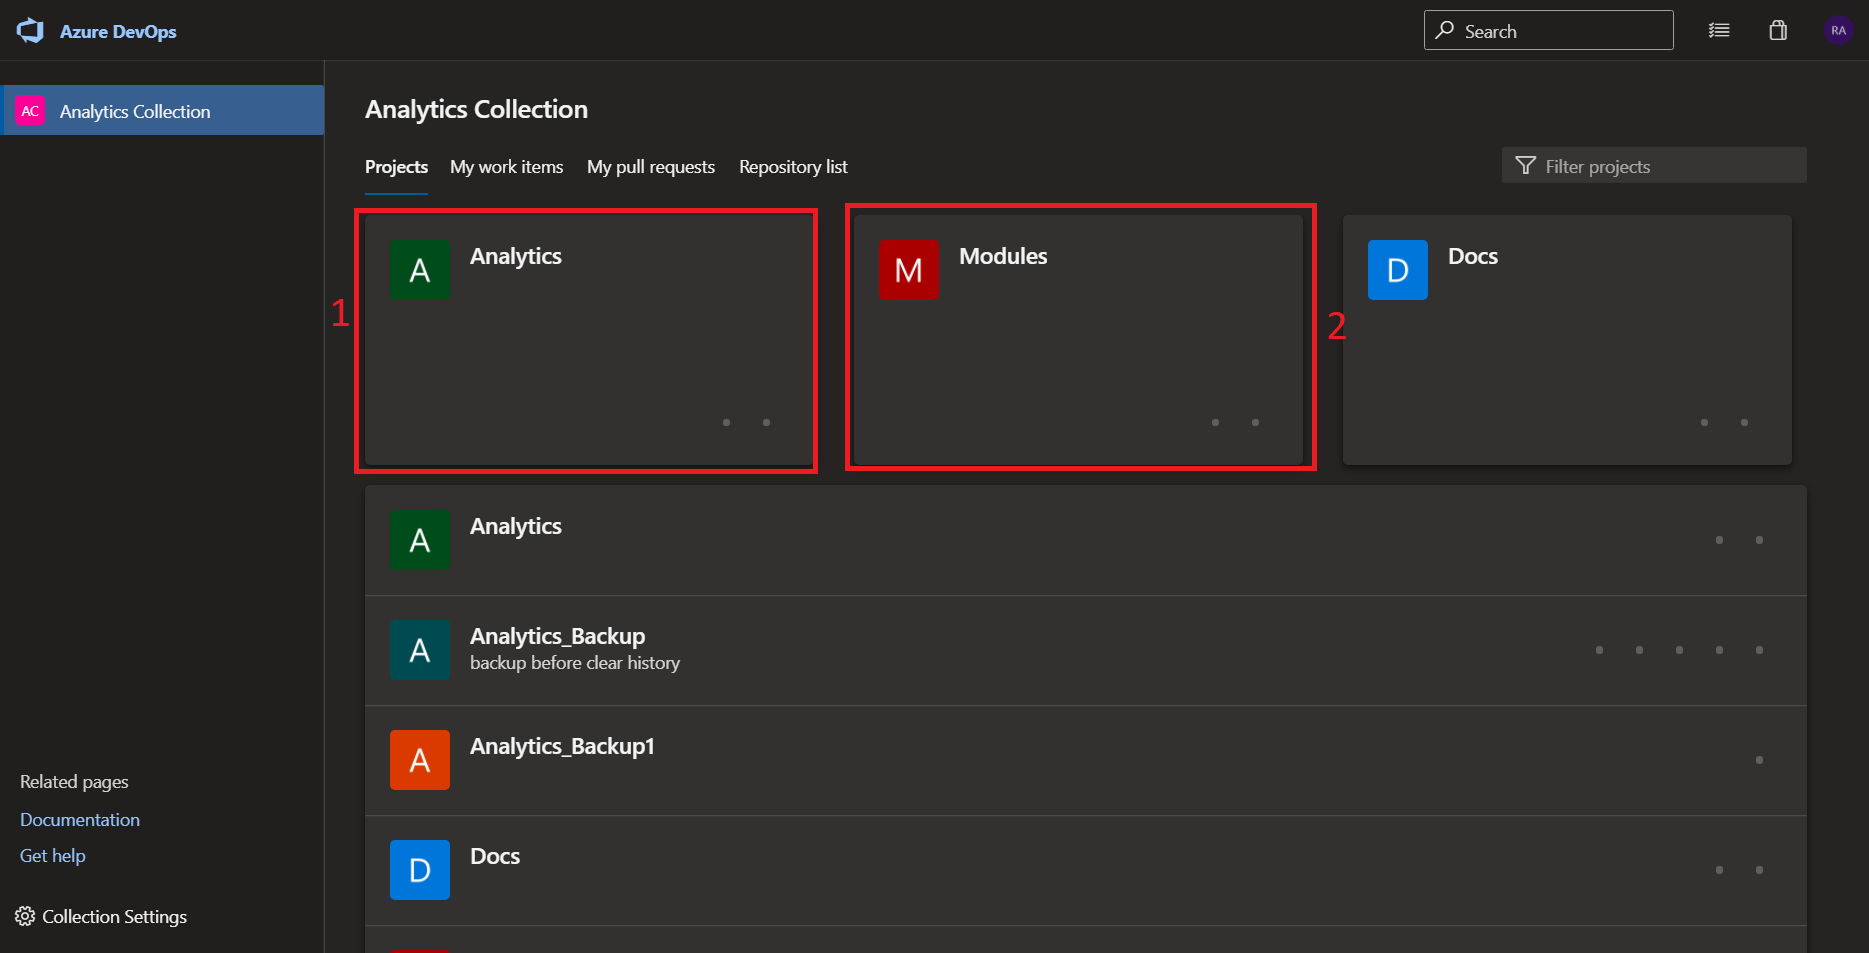 Azure DevOps
Search
RA
AC Analytics Collection
Analytics Collection
Projects My work items My pull requests Repository list
Filter projects
1
A Analytics
M Modules
2
D Docs
A Analytics
A Analytics_Backup
backup before clear history
A Analytics_Backup1
D Docs
Related pages
Documentation
Get help
Collection Settings